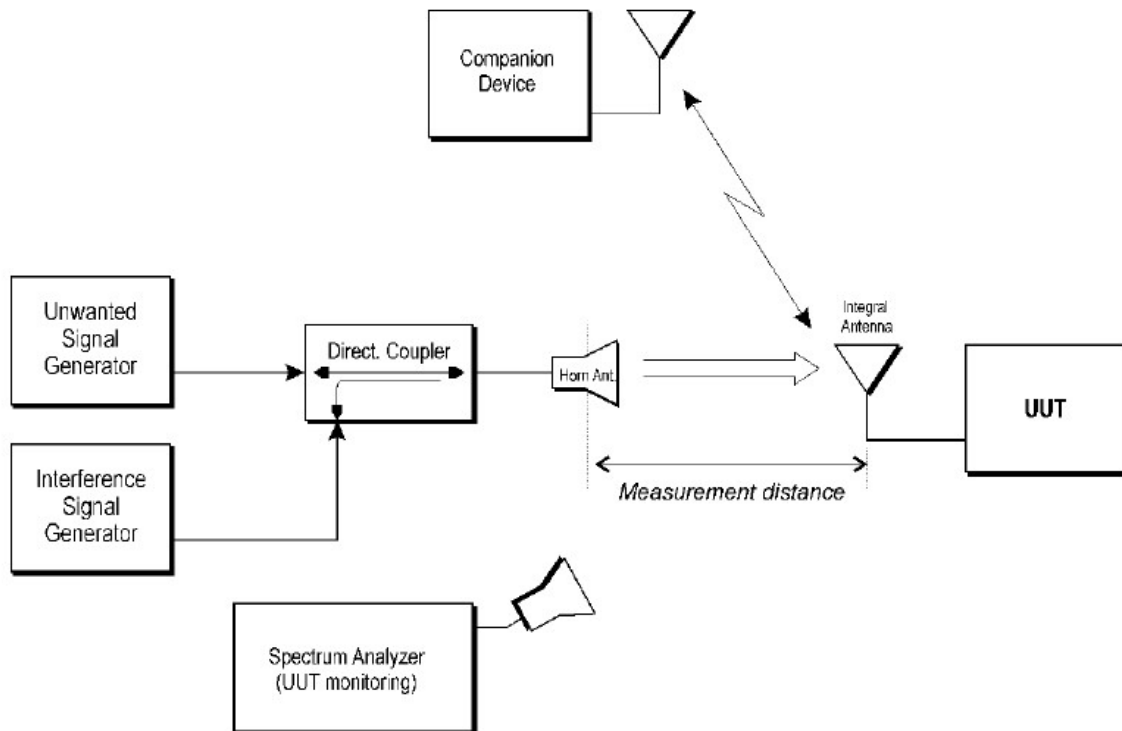 Companion
Device
Unwanted
Signal
Generator
Direct. Coupler
Horn Ant.
Integral
Antenna
UUT
Measurement distance
Interference
Signal
Generator
Spectrum Analyzer
(UUT monitoring)